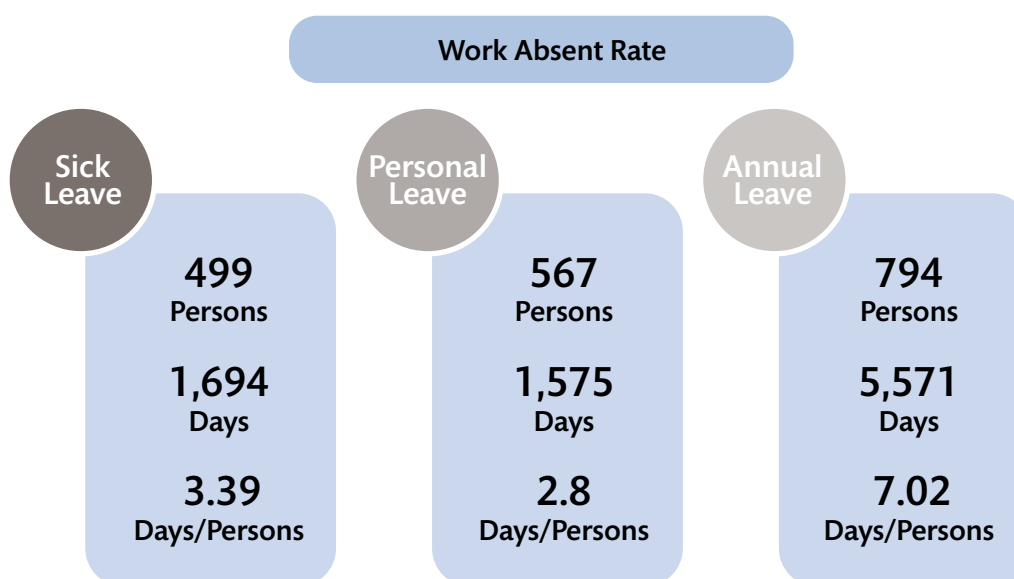 Work Absent Rate
Sick
Leave
499
Persons
1,694
Days
3.39
Days/Persons
Personal
Leave
567
Persons
1,575
Days
2.8
Days/Persons
Annual
Leave
794
Persons
5,571
Days
7.02
Days/Persons